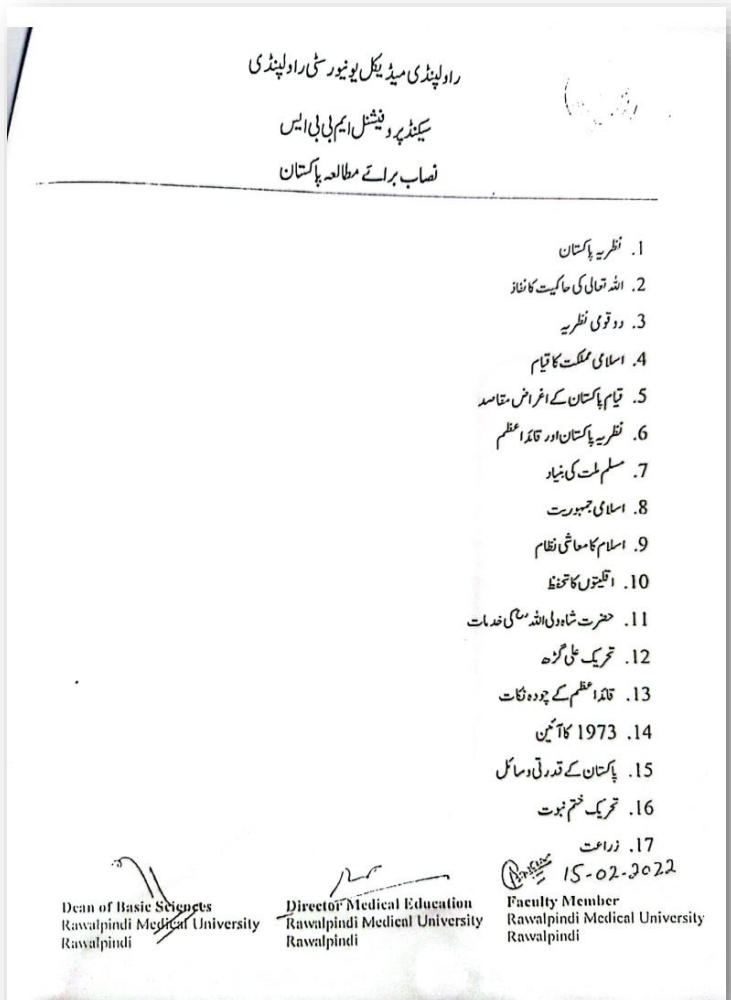 راولپنڈی میڈیکل یونیورسٹی راولپنڈی
سیکنڈ پروفیشنل ایم بی بی ایس
نصاب برائے مطالعہ پاکستان
1. نظریہ پاکستان
2. اللہ تعالی کی حاکمیت کا نفاذ
3. دو قومی نظریہ
4. اسلامی مملکت کا قیام
5. قیام پاکستان کے اغراض مقاصد
6. نظریہ پاکستان اور قائد اعظم
7. مسلم ملت کی بنیاد
8. اسلامی جمہوریت
9. اسلام کا معاشی نظام
10. اقلیتوں کا تحفظ
11. حضرت شاہ ولی اللہؒ کی خدمات
12. تحریک علی گڑھ
13. قائد اعظم کے چودہ نکات
14. 1973 کا آئین
15. پاکستان کے قدرتی وسائل
16. تحریک ختم نبوت
17. زراعت
15-02-2022
Dean of Basic Sciences
Rawalpindi Medical University
Rawalpindi
Director Medical Education
Rawalpindi Medical University
Rawalpindi
Faculty Member
Rawalpindi Medical University
Rawalpindi